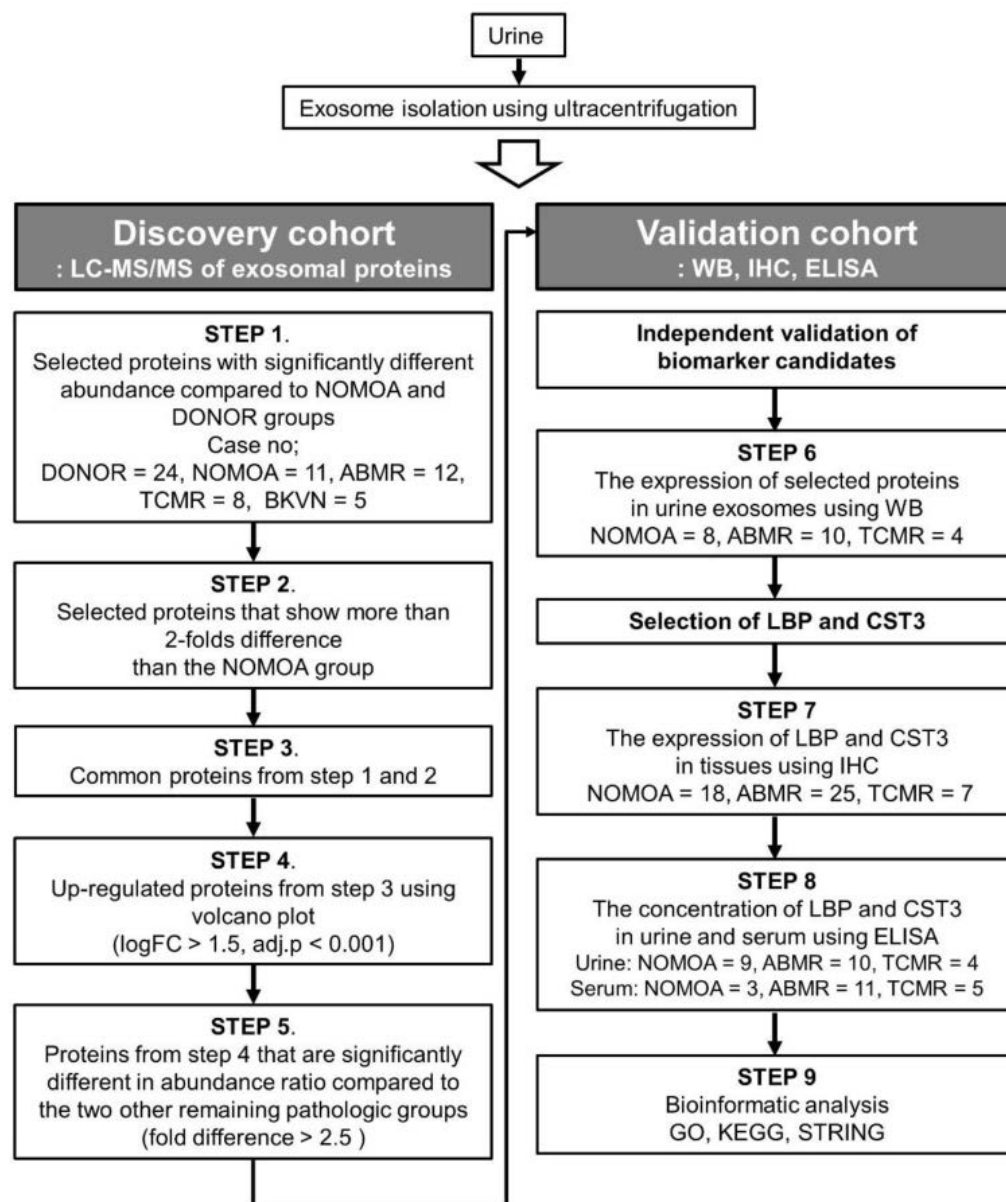 Urine
Exosome isolation using ultracentrifugation
Discovery cohort
: LC-MS/MS of exosomal proteins
STEP 1.
Selected proteins with significantly different
abundance compared to NOMOA and
DONOR groups
Case no;
DONOR = 24, NOMOA = 11, ABMR = 12,
TCMR = 8, BKVN = 5
STEP 2.
Selected proteins that show more than
2-folds difference
than the NOMOA group
STEP 3.
Common proteins from step 1 and 2
STEP 4.
Up-regulated proteins from step 3 using
volcano plot
(logFC > 1.5, adj.p < 0.001)
STEP 5.
Proteins from step 4 that are significantly
different in abundance ratio compared to
the two other remaining pathologic groups
(fold difference > 2.5 )
Validation cohort
: WB, IHC, ELISA
Independent validation of
biomarker candidates
STEP 6
The expression of selected proteins
in urine exosomes using WB
NOMOA = 8, ABMR = 10, TCMR = 4
Selection of LBP and CST3
STEP 7
The expression of LBP and CST3
in tissues using IHC
NOMOA = 18, ABMR = 25, TCMR = 7
STEP 8
The concentration of LBP and CST3
in urine and serum using ELISA
Urine: NOMOA = 9, ABMR = 10, TCMR = 4
Serum: NOMOA = 3, ABMR = 11, TCMR = 5
STEP 9
Bioinformatic analysis
GO, KEGG, STRING